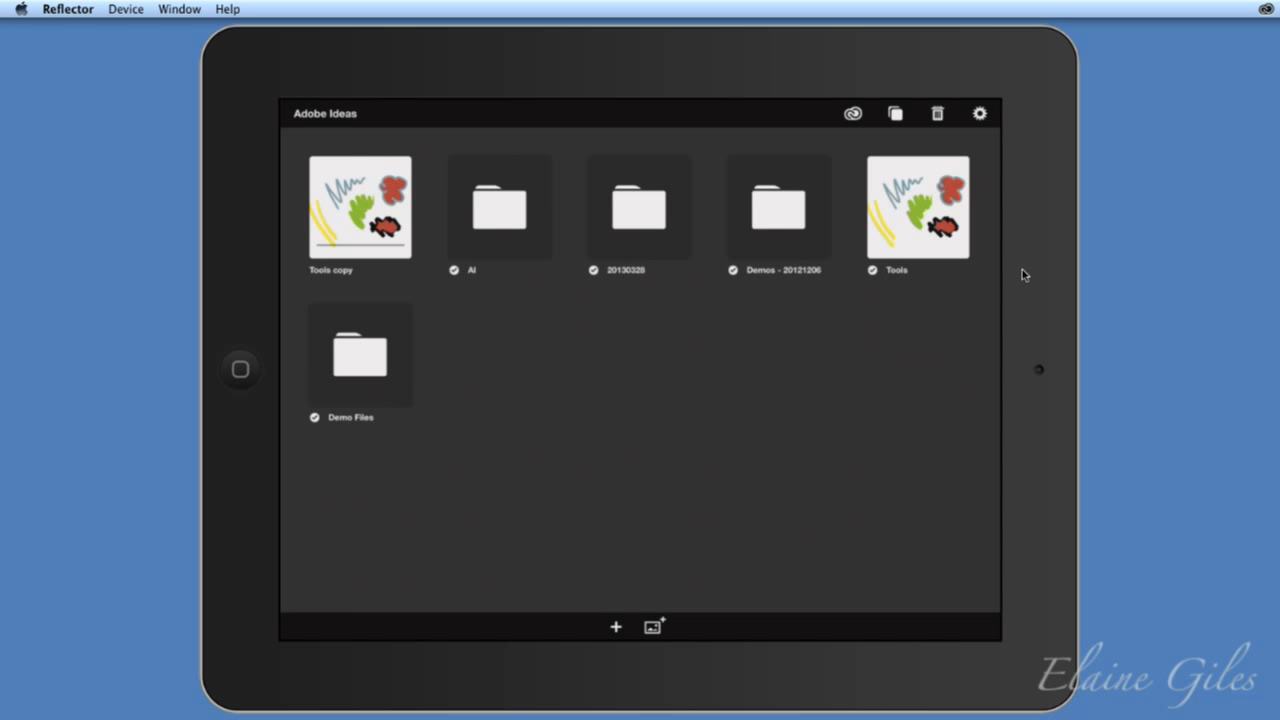 Reflector Device Window Help
Adobe Ideas
Tools copy AI 20130328 Demos - 20121206 Tools
Demo Files
Elaine Giles